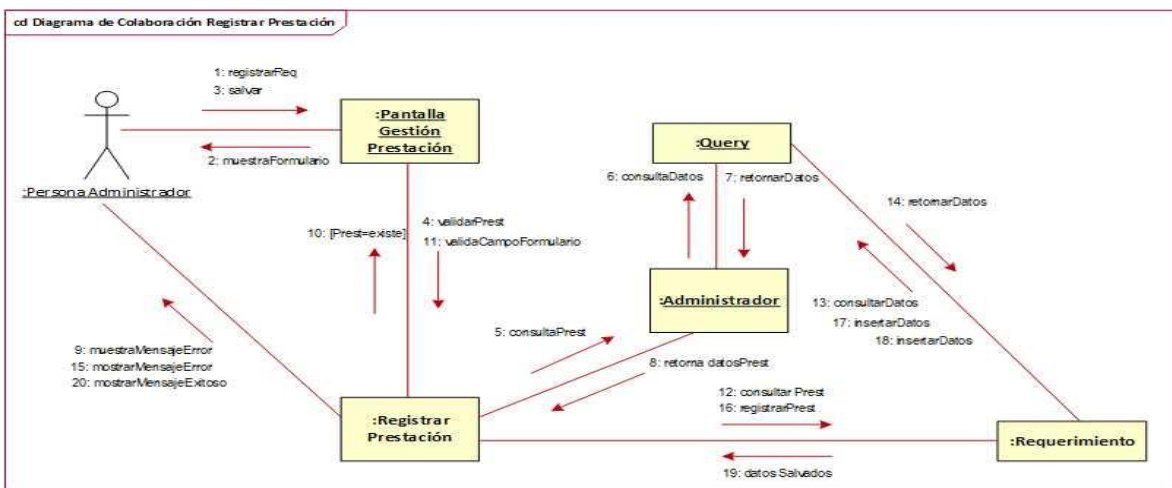 cd Diagrama de Colaboración Registrar Prestación
1: registrarReq
3: salvar
:Pantalla
Gestión
Prestación
2: muestraFormulario
:Persona Administrador
:Query
6: consultaDatos
7: retornarDatos
14: retornarDatos
10: [Prest=existe]
4: validarPrest
11: validaCampoFormulario
:Administrador
13: consultarDatos
17: insertarDatos
18: insertarDatos
5: consultaPrest
8: retorna datosPrest
9: muestraMensajeError
15: mostrarMensajeError
20: mostrarMensajeExitoso
12: consultar Prest
16: registrarPrest
:Registrar
Prestación
:Requerimiento
19: datosSalvados